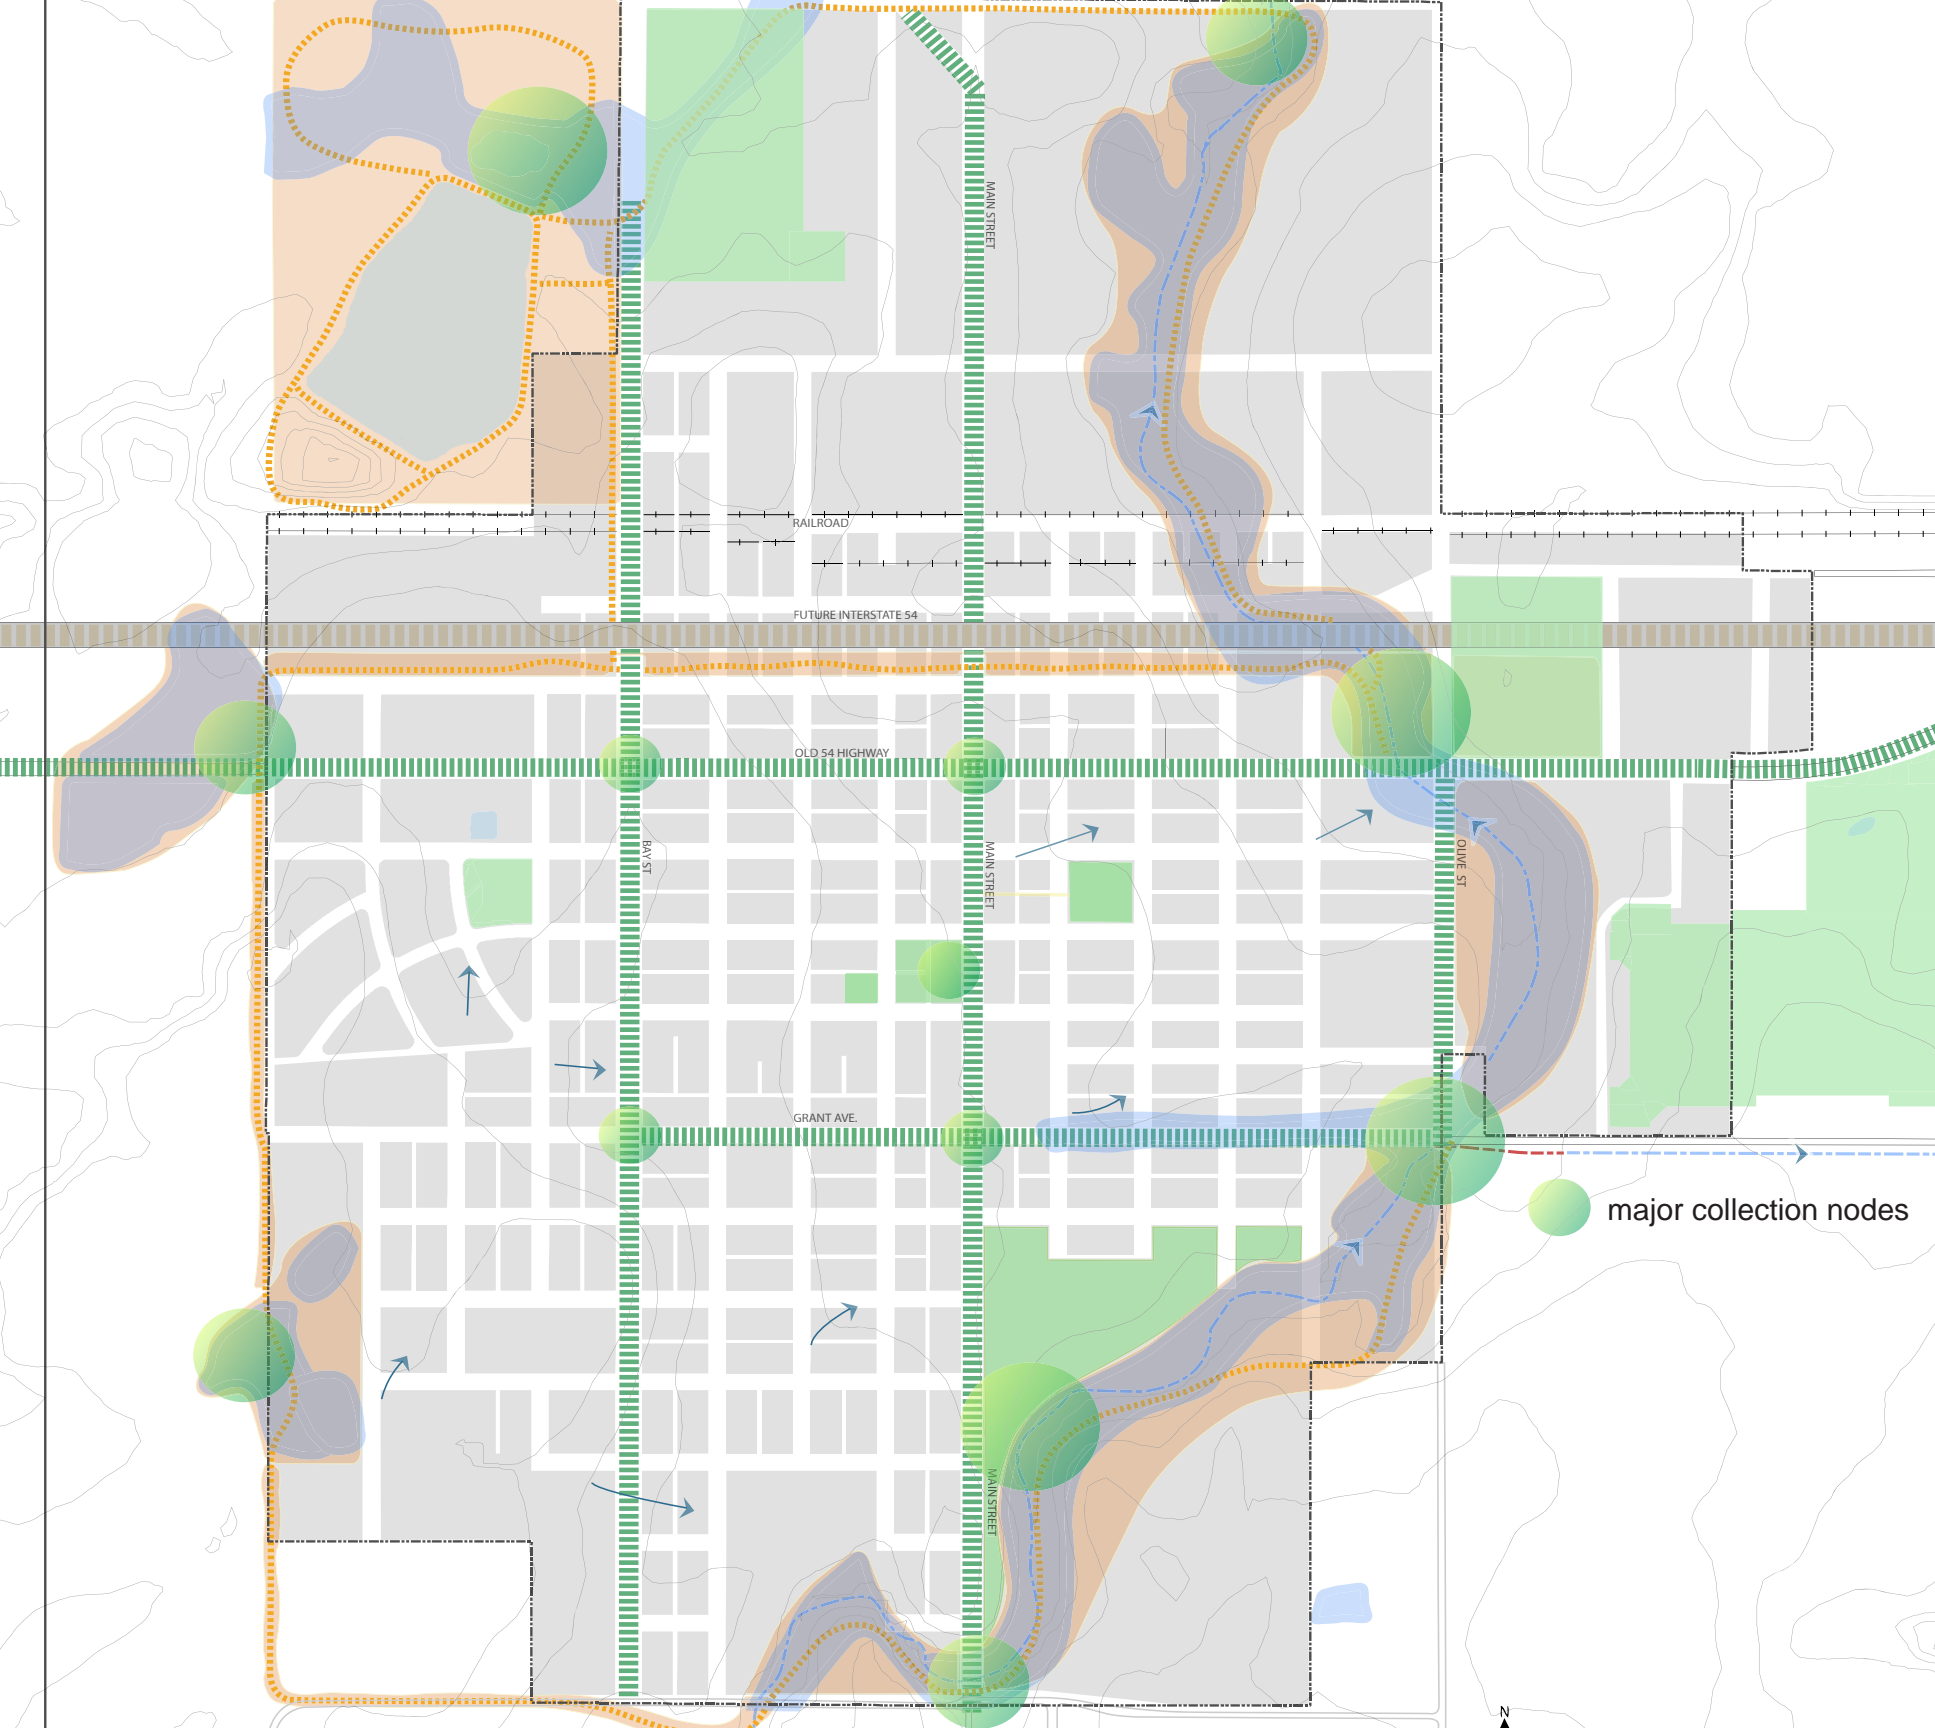 MAIN STREET
RAILROAD
FUTURE INTERSTATE 54
OLD 54 HIGHWAY
BAY ST
MAIN STREET
OLIVE ST
GRANT AVE.
major collection nodes
MAIN STREET
N